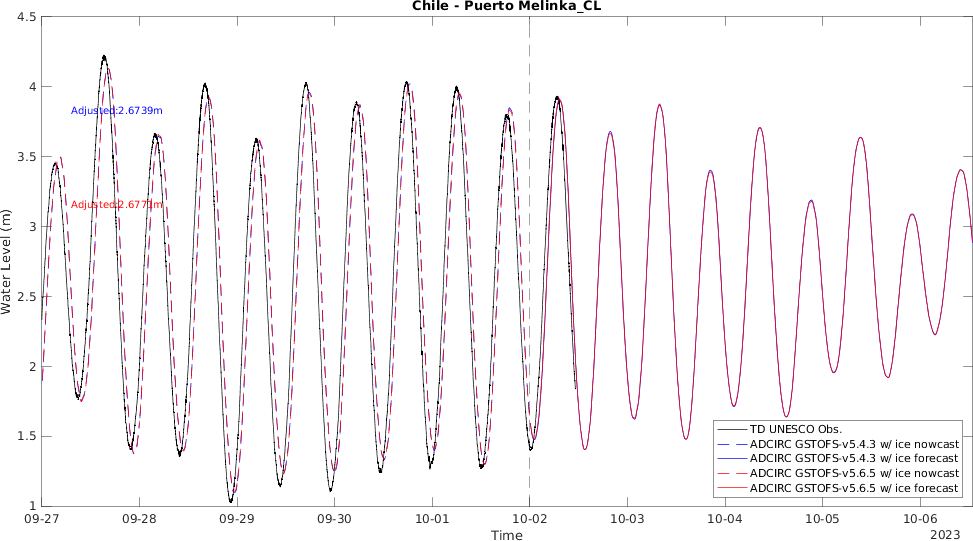 Chile - Puerto Melinka_CL
4.5
4
3.5
3
2.5
2
1.5
1
Water Level (m)
Adjusted:2.6739m
Adjusted:2.6771m
TD UNESCO Obs.
ADCIRC GSTOFS-v5.4.3 w/ ice nowcast
ADCIRC GSTOFS-v5.4.3 w/ ice forecast
ADCIRC GSTOFS-v5.6.5 w/ ice nowcast
ADCIRC GSTOFS-v5.6.5 w/ ice forecast
09-27 09-28 09-29 09-30 10-01 10-02 10-03 10-04 10-05 10-06
Time
2023